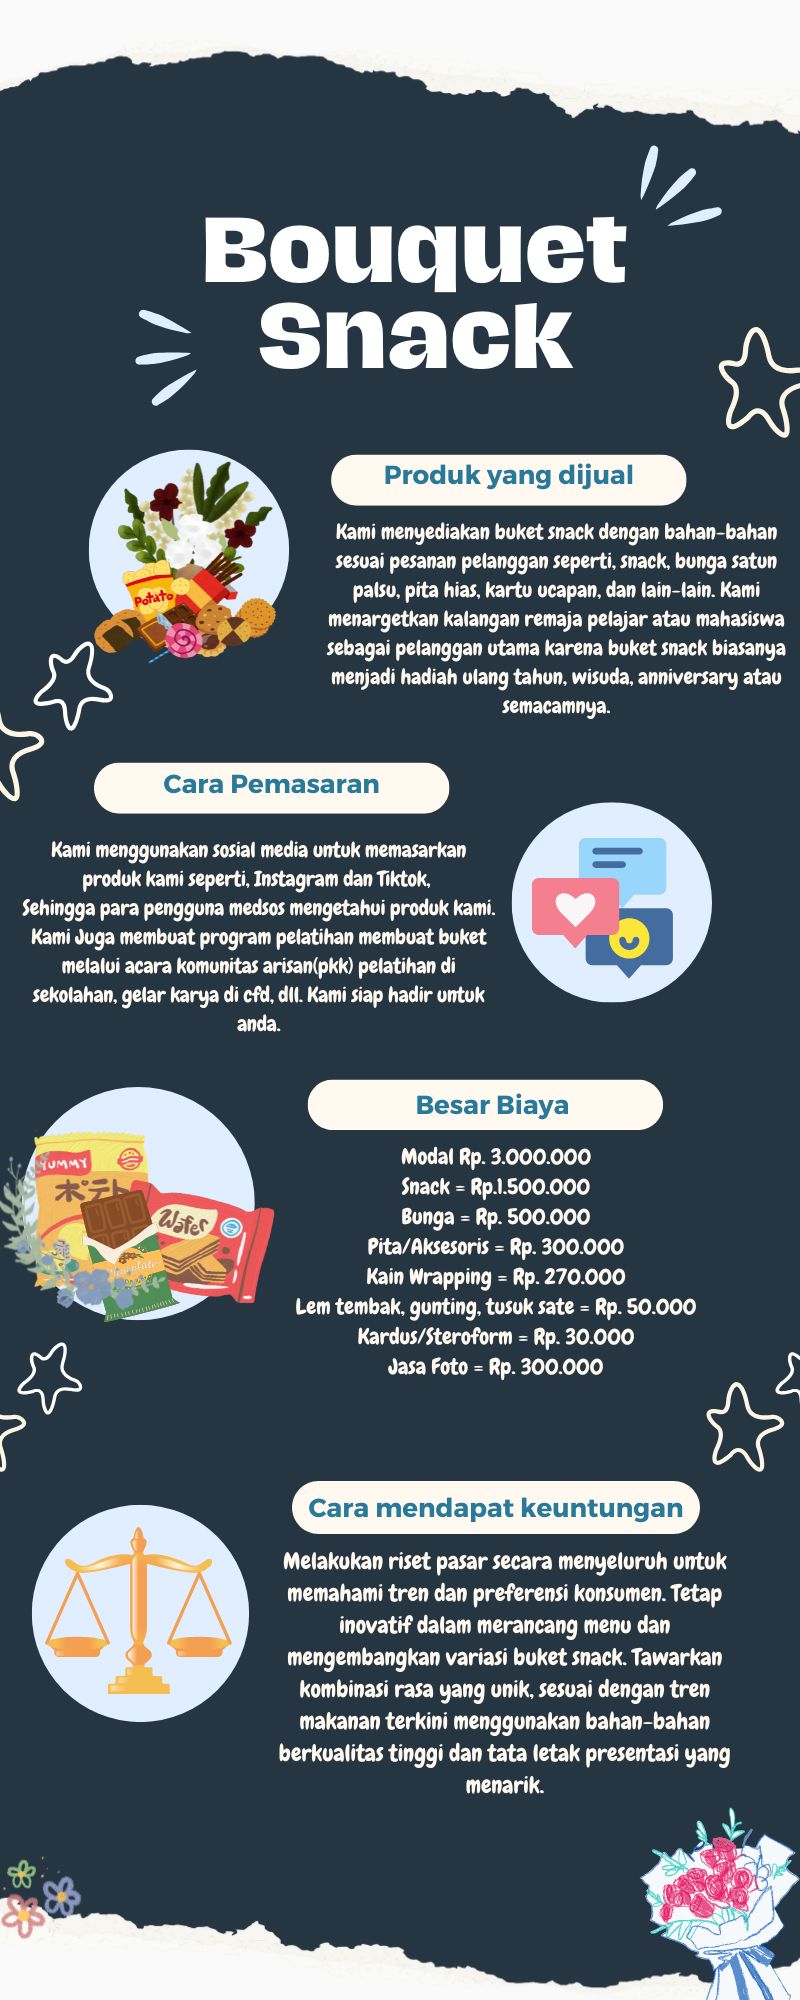 Bouquet
Snack
Produk yang dijual
Kami menyediakan buket snack dengan bahan-bahan
sesuai pesanan pelanggan seperti, snack, bunga satun
palsu, pita hias, kartu ucapan, dan lain-lain. Kami
menargetkan kalangan remaja pelajar atau mahasiswa
sebagai pelanggan utama karena buket snack biasanya
menjadi hadiah ulang tahun, wisuda, anniversary atau
semacamnya.
Potato
Cara Pemasaran
Kami menggunakan sosial media untuk memasarkan
produk kami seperti, Instagram dan Tiktok,
Sehingga para pengguna medsos mengetahui produk kami.
Kami Juga membuat program pelatihan membuat buket
melalui acara komunitas arisan(pkk) pelatihan di
sekolahan, gelar karya di cfd, dll. Kami siap hadir untuk
anda.
Besar Biaya
Modal Rp. 3.000.000
Snack = Rp.1.500.000
Bunga = Rp. 500.000
Pita/Aksesoris = Rp. 300.000
Kain Wrapping = Rp. 270.000
Lem tembak, gunting, tusuk sate = Rp. 50.000
Kardus/Steroform = Rp. 30.000
Jasa Foto = Rp. 300.000
YUMMY
ポテト
Wafer
Chocolate
Cara mendapat keuntungan
Melakukan riset pasar secara menyeluruh untuk
memahami tren dan preferensi konsumen. Tetap
inovatif dalam merancang menu dan
mengembangkan variasi buket snack. Tawarkan
kombinasi rasa yang unik, sesuai dengan tren
makanan terkini menggunakan bahan-bahan
berkualitas tinggi dan tata letak presentasi yang
menarik.